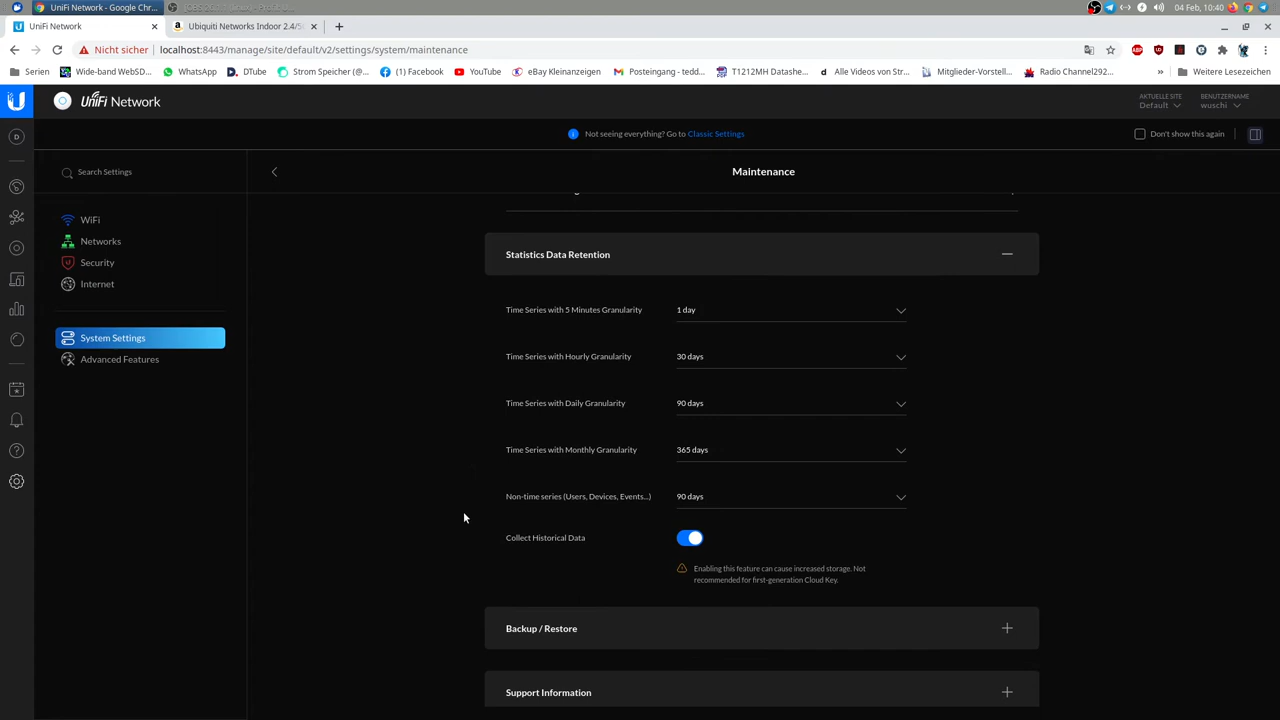 UniFi Network - Google Chr...
04 Feb, 10:40
UniFi Network
Ubiquiti Networks Indoor 2.4/5
Nicht sicher
localhost:8443/manage/site/default/v2/settings/system/maintenance
Serien
Wide-band WebSD...
WhatsApp
DTube
Strom Speicher (@...
(1) Facebook
YouTube
eBay Kleinanzeigen
Posteingang - tedd...
T1212MH Datashe...
Alle Videos von Str...
Mitglieder-Vorstell...
Radio Channel292...
»
Weitere Lesezeichen
UniFi Network
AKTUELLE SITE
Default
BENUTZERNAME
wuschi
Not seeing everything? Go to Classic Settings
Don't show this again
Search Settings
Maintenance
WiFi
Networks
Security
Internet
System Settings
Advanced Features
Statistics Data Retention
Time Series with 5 Minutes Granularity
1 day
Time Series with Hourly Granularity
30 days
Time Series with Daily Granularity
90 days
Time Series with Monthly Granularity
365 days
Non-time series (Users, Devices, Events...)
90 days
Collect Historical Data
Enabling this feature can cause increased storage. Not
recommended for first-generation Cloud Key.
Backup / Restore
Support Information